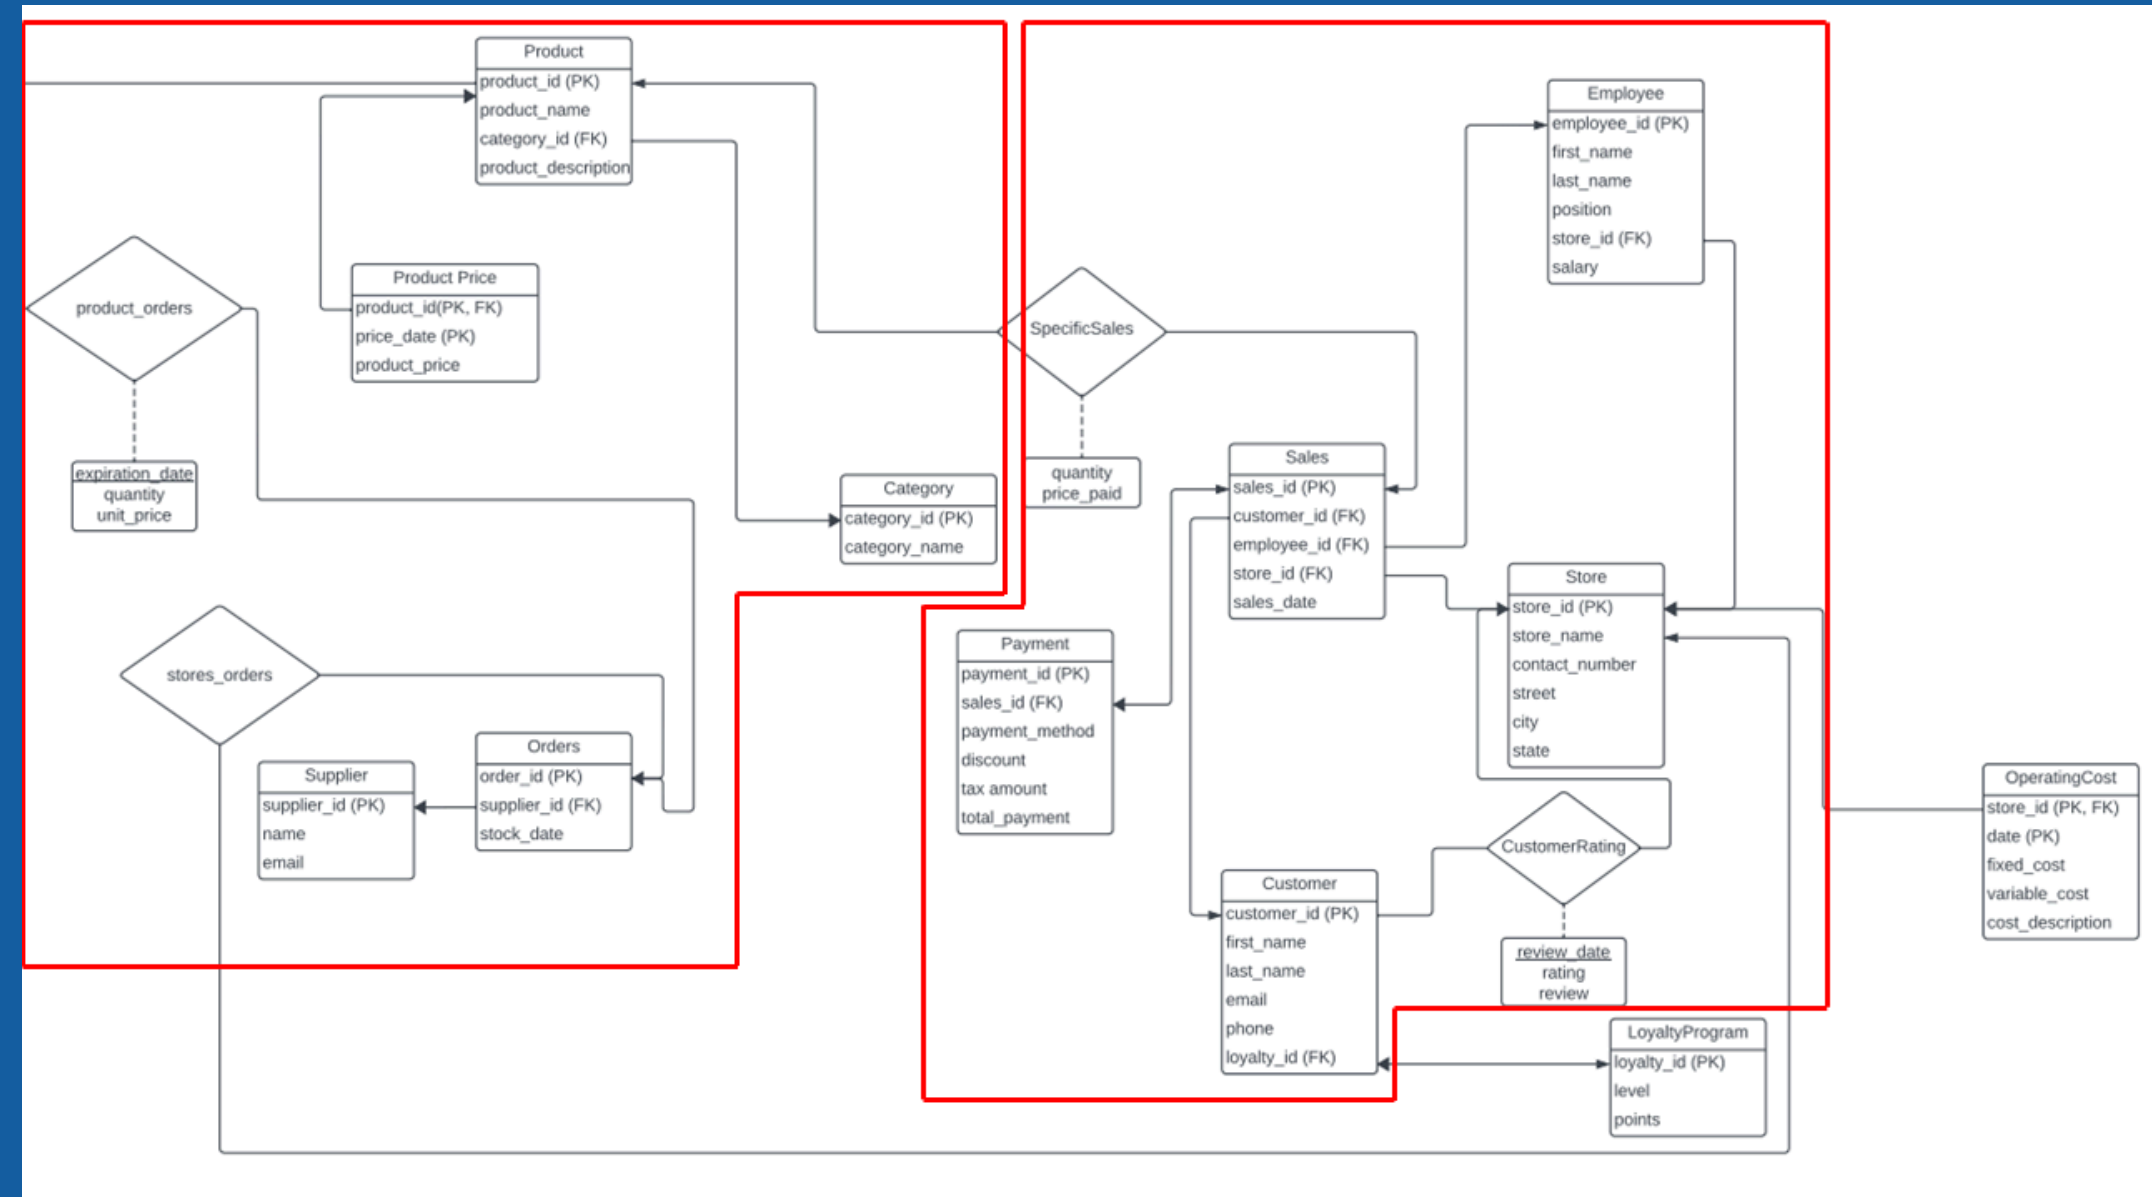 Product
product_id (PK)
product_name
category_id (FK)
product_description
Employee
employee_id (PK)
first_name
last_name
position
store_id (FK)
salary
product_orders
Product Price
product_id(PK, FK)
price_date (PK)
product_price
SpecificSales
expiration_date
quantity
unit_price
Category
category_id (PK)
category_name
quantity
price_paid
Sales
sales_id (PK)
customer_id (FK)
employee_id (FK)
store_id (FK)
sales_date
Store
store_id (PK)
store_name
contact_number
street
city
state
stores_orders
Payment
payment_id (PK)
sales_id (FK)
payment_method
discount
tax amount
total_payment
Supplier
supplier_id (PK)
name
email
Orders
order_id (PK)
supplier_id (FK)
stock_date
OperatingCost
store_id (PK, FK)
date (PK)
fixed_cost
variable_cost
cost_description
CustomerRating
Customer
customer_id (PK)
first_name
last_name
email
phone
loyalty_id (FK)
review_date
rating
review
LoyaltyProgram
loyalty_id (PK)
level
points